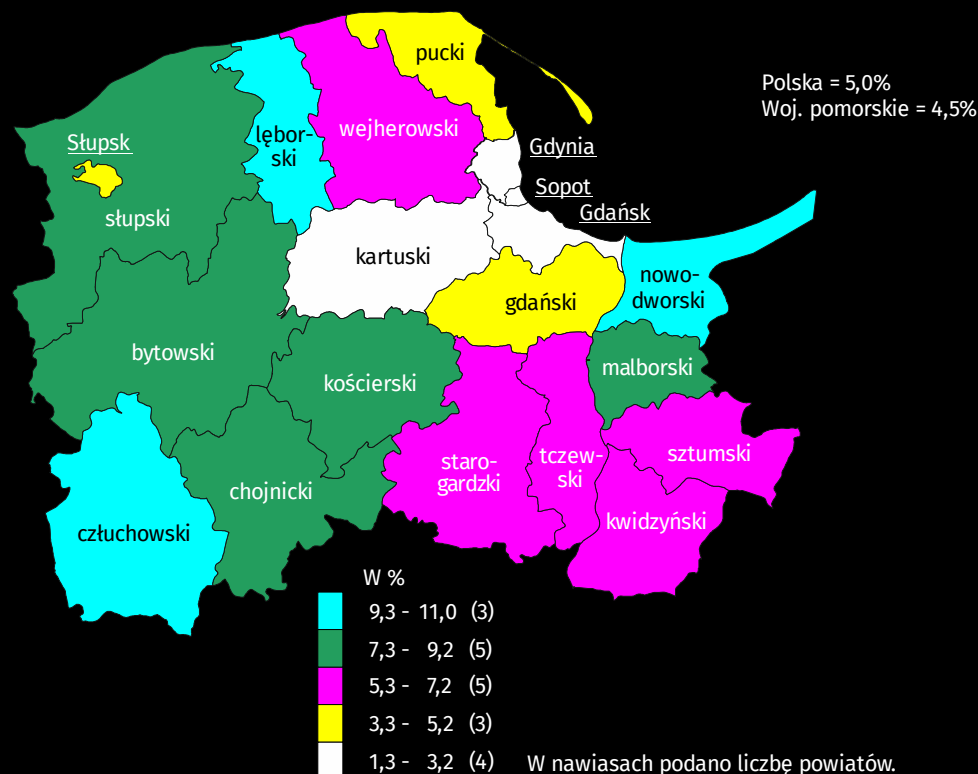 pucki
Polska = 5,0%
Woj. pomorskie = 4,5%
wejherowski
lębor-
ski
Słupsk
Gdynia
Sopot
Gdańsk
słupski
kartuski
nowo-
dworski
gdański
bytowski
kościerski
malborski
staro-
gardzki
tczew-
ski
sztumski
chojnicki
kwidzyński
człuchowski
W %
9,3 - 11,0 (3)
7,3 - 9,2 (5)
5,3 - 7,2 (5)
3,3 - 5,2 (3)
1,3 - 3,2 (4)
W nawiasach podano liczbę powiatów.